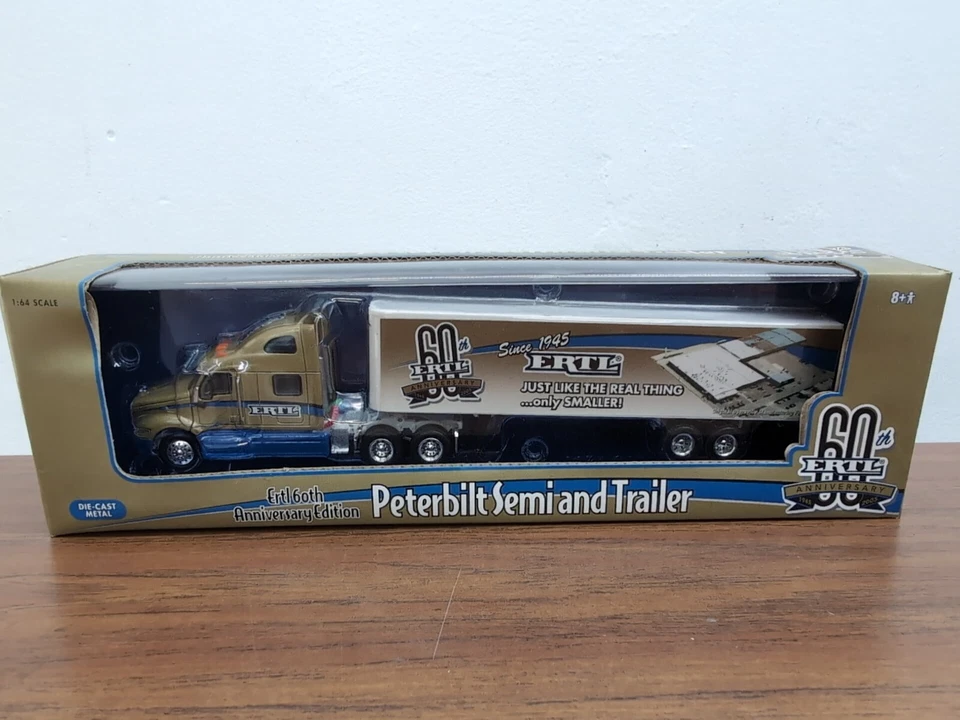 1:64 SCALE
8+
60th
ERTL
ANNIVERSARY
Since 1945
ERTL®
JUST LIKE THE REAL THING
...only SMALLER!
ERTL
DIE-CAST
METAL
Ertl 60th
Anniversary Edition
Peterbilt Semi and Trailer
60th
ERTL
ANNIVERSARY